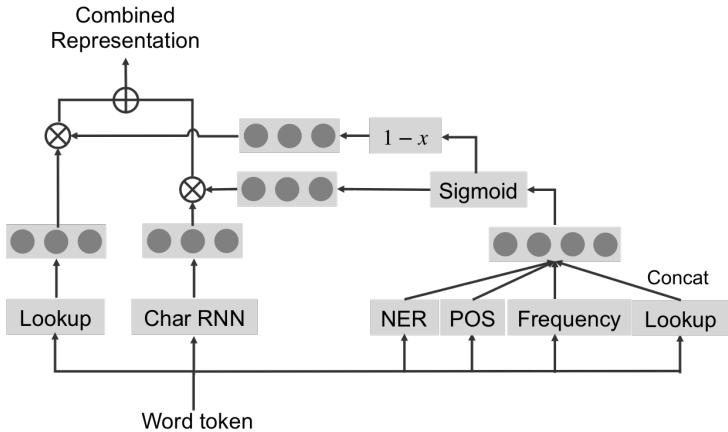 Combined
Representation
1 − x
Sigmoid
Concat
Lookup
Char RNN
NER
POS
Frequency
Lookup
Word token